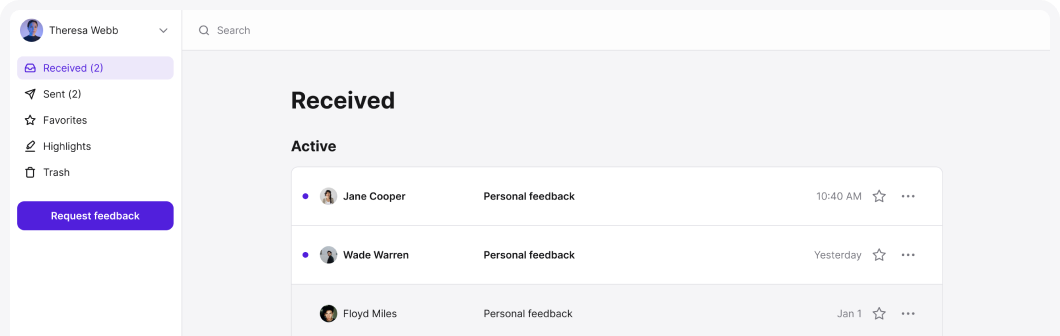 Theresa Webb
Search
Received (2)
Sent (2)
Favorites
Highlights
Trash
Request feedback
Received
Active
Jane Cooper Personal feedback 10:40 AM
Wade Warren Personal feedback Yesterday
Floyd Miles Personal feedback Jan 1